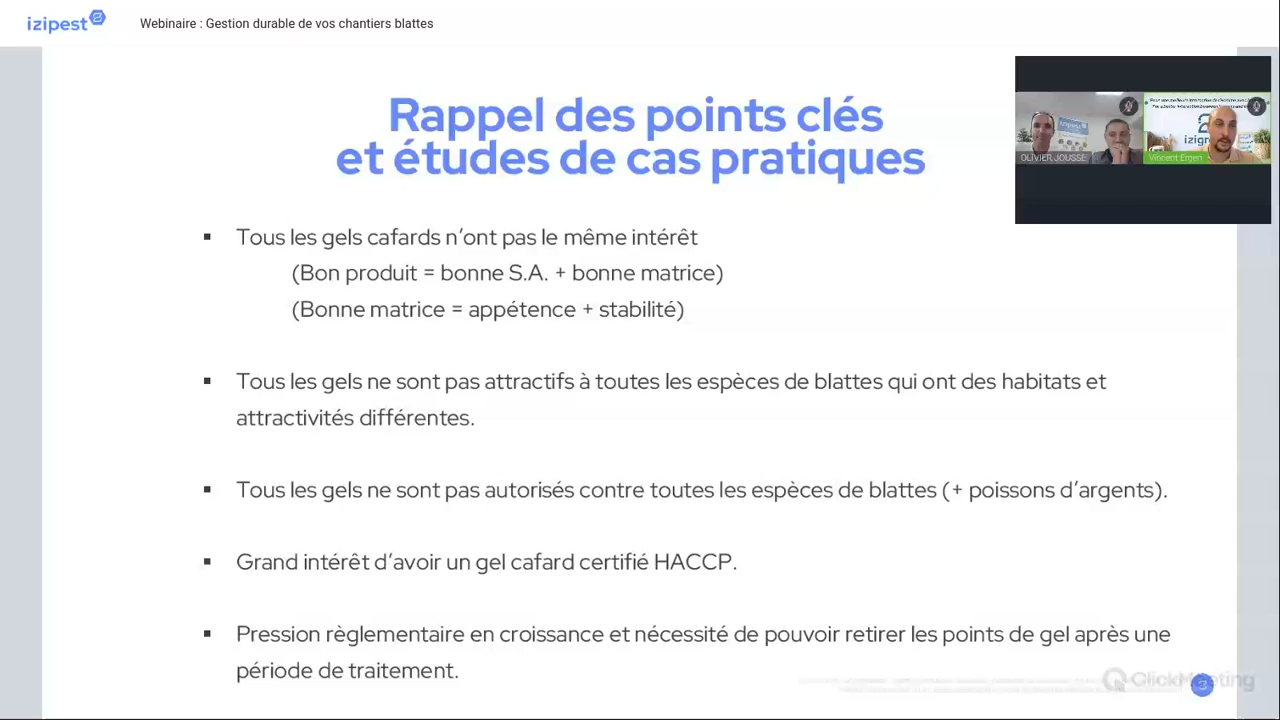 izipest
Webinaire : Gestion durable de vos chantiers blattes
Rappel des points clés
et études de cas pratiques
OLIVIER JOUSSE
Vincent Ergen
▪ Tous les gels cafards n’ont pas le même intérêt
(Bon produit = bonne S.A. + bonne matrice)
(Bonne matrice = appétence + stabilité)
▪ Tous les gels ne sont pas attractifs à toutes les espèces de blattes qui ont des habitats et
attractivités différentes.
▪ Tous les gels ne sont pas autorisés contre toutes les espèces de blattes (+ poissons d’argents).
▪ Grand intérêt d’avoir un gel cafard certifié HACCP.
▪ Pression règlementaire en croissance et nécessité de pouvoir retirer les points de gel après une
période de traitement.
ClickMeeting